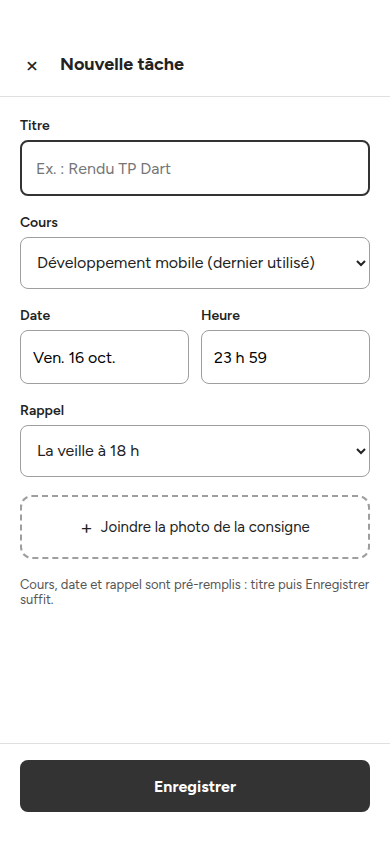 × Nouvelle tâche
Titre
Ex. : Rendu TP Dart
Cours
Développement mobile (dernier utilisé)
Date Heure
Ven. 16 oct. 23 h 59
Rappel
La veille à 18 h
+ Joindre la photo de la consigne
Cours, date et rappel sont pré-remplis : titre puis Enregistrer
suffit.
Enregistrer